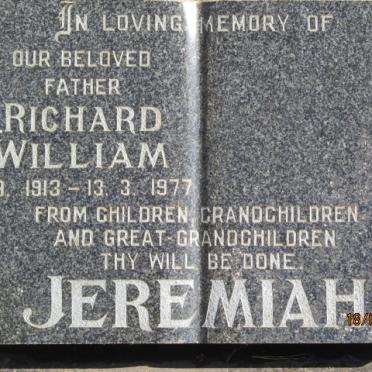 IN LOVING MEMORY OF
OUR BELOVED
FATHER
RICHARD
WILLIAM
1913 – 13. 3. 1977
FROM CHILDREN, GRANDCHILDREN
AND GREAT-GRANDCHILDREN
THY WILL BE DONE.
JEREMIAH
18/